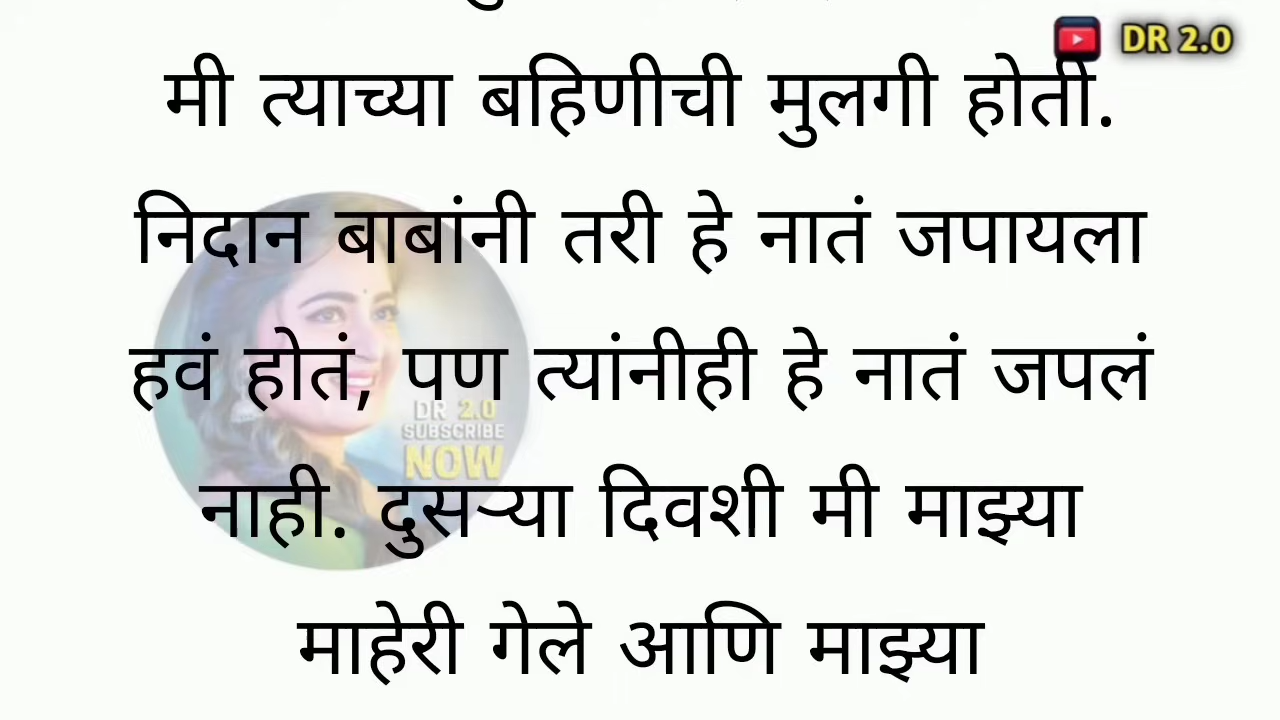 DR 2.0
मी त्याच्या बहिणीची मुलगी होती.
निदान बाबांनी तरी हे नातं जपायला
हवं होतं, पण त्यांनीही हे नातं जपलं
DR 2.0
SUBSCRIBE
NOW
नाही. दुसऱ्या दिवशी मी माझ्या
माहेरी गेले आणि माझ्या